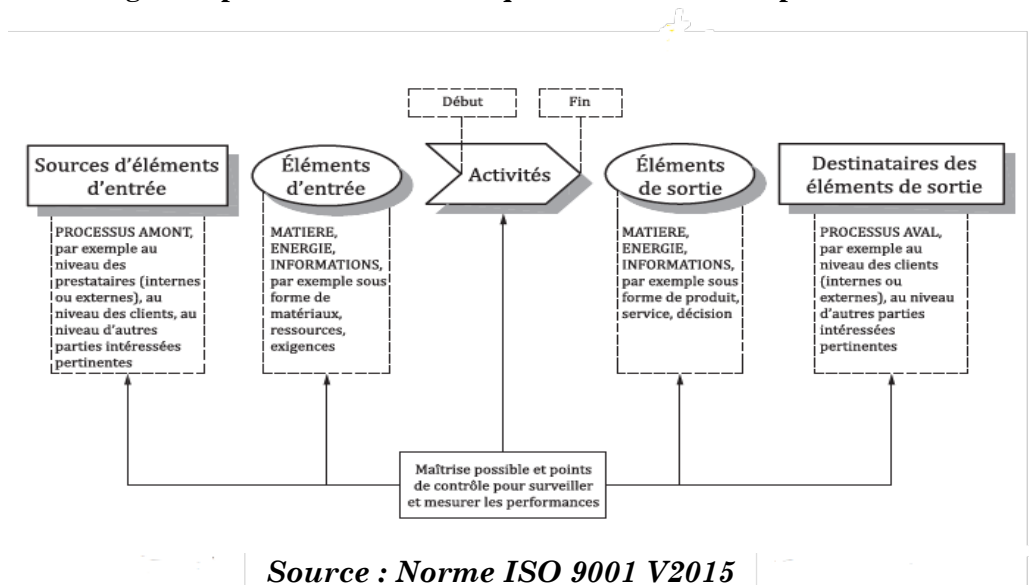 Début
Fin
Sources d'éléments
d'entrée
Éléments
d'entrée
Activités
Éléments
de sortie
Destinataires des
éléments de sortie
PROCESSUS AMONT,
par exemple au
niveau des
prestataires (internes
ou externes), au
niveau des clients, au
niveau d'autres
parties intéressées
pertinentes
MATIERE,
ENERGIE,
INFORMATIONS,
par exemple sous
forme de
matériaux,
ressources,
exigences
MATIERE,
ENERGIE,
INFORMATIONS,
par exemple sous
forme de produit,
service, décision
PROCESSUS AVAL,
par exemple au
niveau des clients
(internes ou
externes), au niveau
d'autres parties
intéressées
pertinentes
Maîtrise possible et points
de contrôle pour surveiller
et mesurer les performances
Source : Norme ISO 9001 V2015